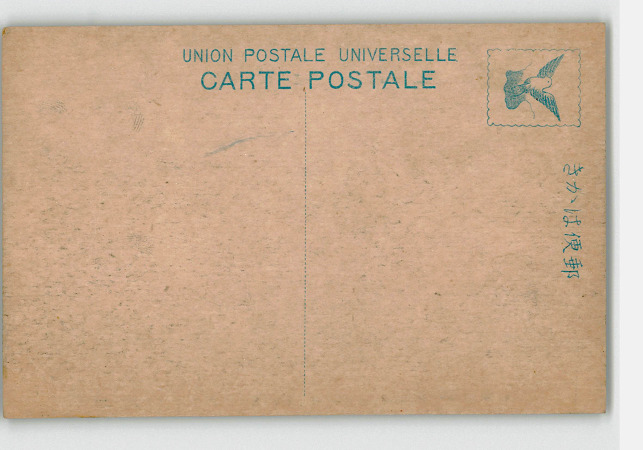 UNION POSTALE UNIVERSELLE
CARTE POSTALE
きかは便郵